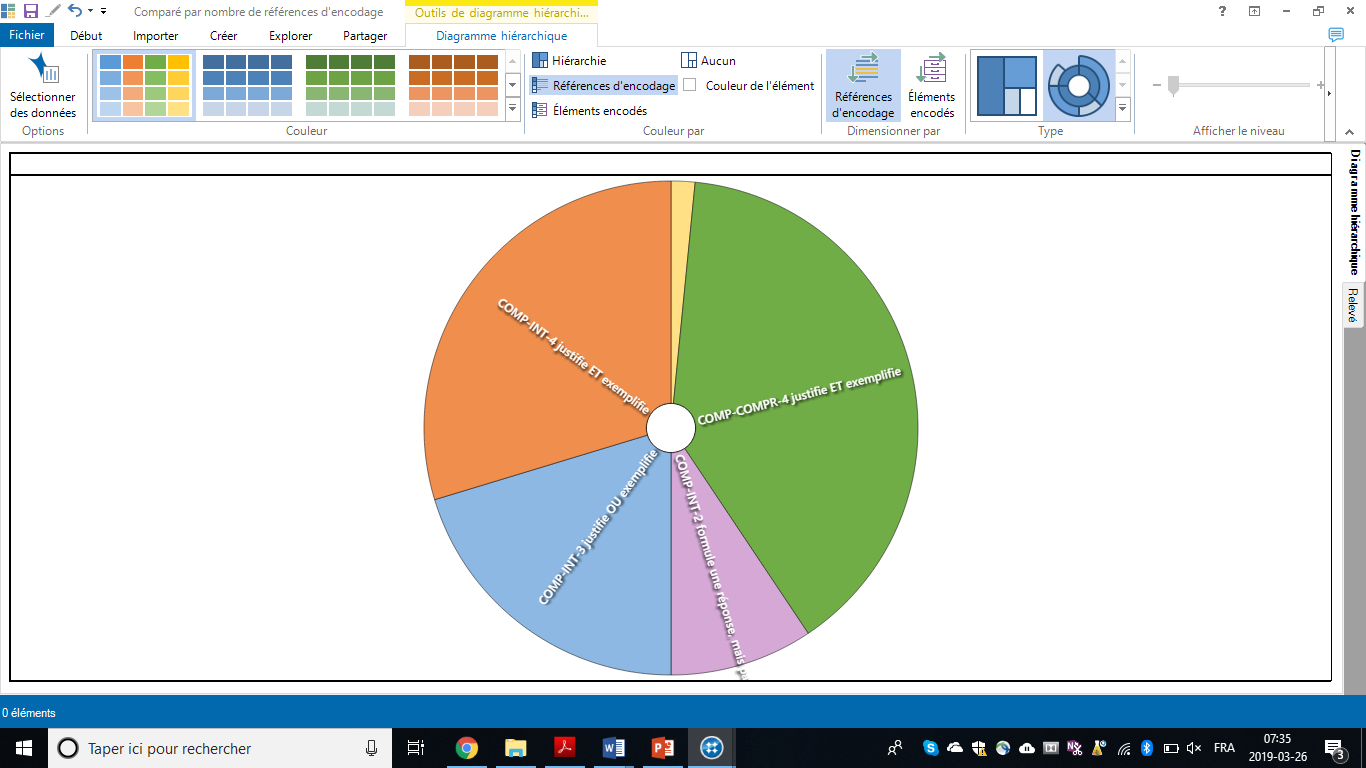 Comparé par nombre de références d'encodage
Outils de diagramme hiérarchi...
?
Fichier
Début
Importer
Créer
Explorer
Partager
Diagramme hiérarchique
Sélectionner
des données
Options
Couleur
Hiérarchie
Références d'encodage
Éléments encodés
Aucun
Couleur de l'élément
Couleur par
Références
d'encodage
Éléments
encodés
Dimensionner par
Type
Afficher le niveau
Diagramme hiérarchique
Relevé
COMP-INT-4 justifie ET exemplifie
COMP-COMPR-4 justifie ET exemplifie
COMP-INT-3 justifie OU exemplifie
COMP-INT-2 formule une réponse, mais
0 éléments
Taper ici pour rechercher
FRA
07:35
2019-03-26
3